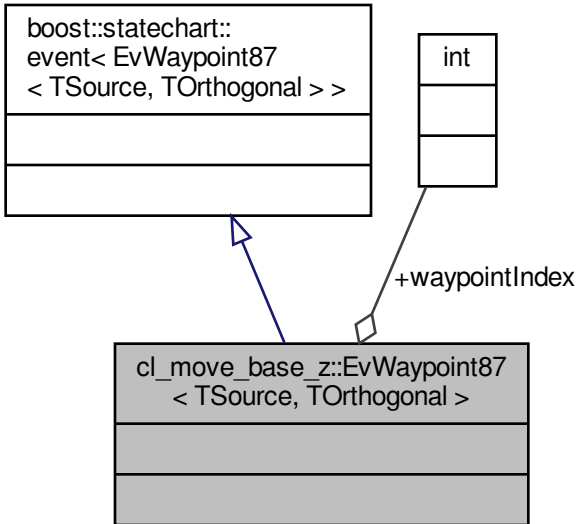 boost::statechart::
event< EvWaypoint87
< TSource, TOrthogonal > >
int
+waypointIndex
cl_move_base_z::EvWaypoint87
< TSource, TOrthogonal >